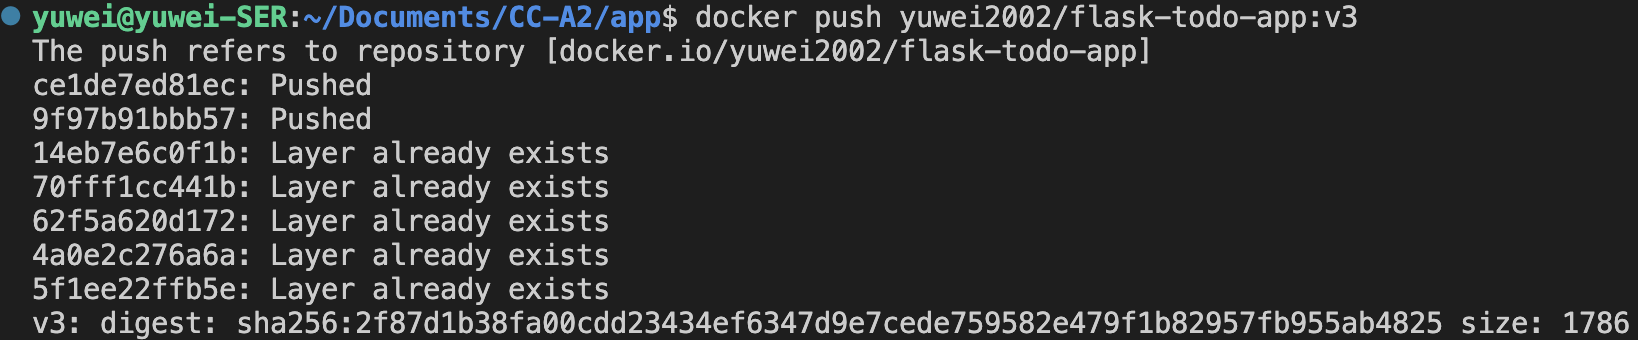 yuwei@yuwei-SER:~/Documents/CC-A2/app$ docker push yuwei2002/flask-todo-app:v3
The push refers to repository [docker.io/yuwei2002/flask-todo-app]
ce1de7ed81ec: Pushed
9f97b91bbb57: Pushed
14eb7e6c0f1b: Layer already exists
70fff1cc441b: Layer already exists
62f5a620d172: Layer already exists
4a0e2c276a6a: Layer already exists
5f1ee22ffb5e: Layer already exists
v3: digest: sha256:2f87d1b38fa00cdd23434ef6347d9e7cede759582e479f1b82957fb955ab4825 size: 1786